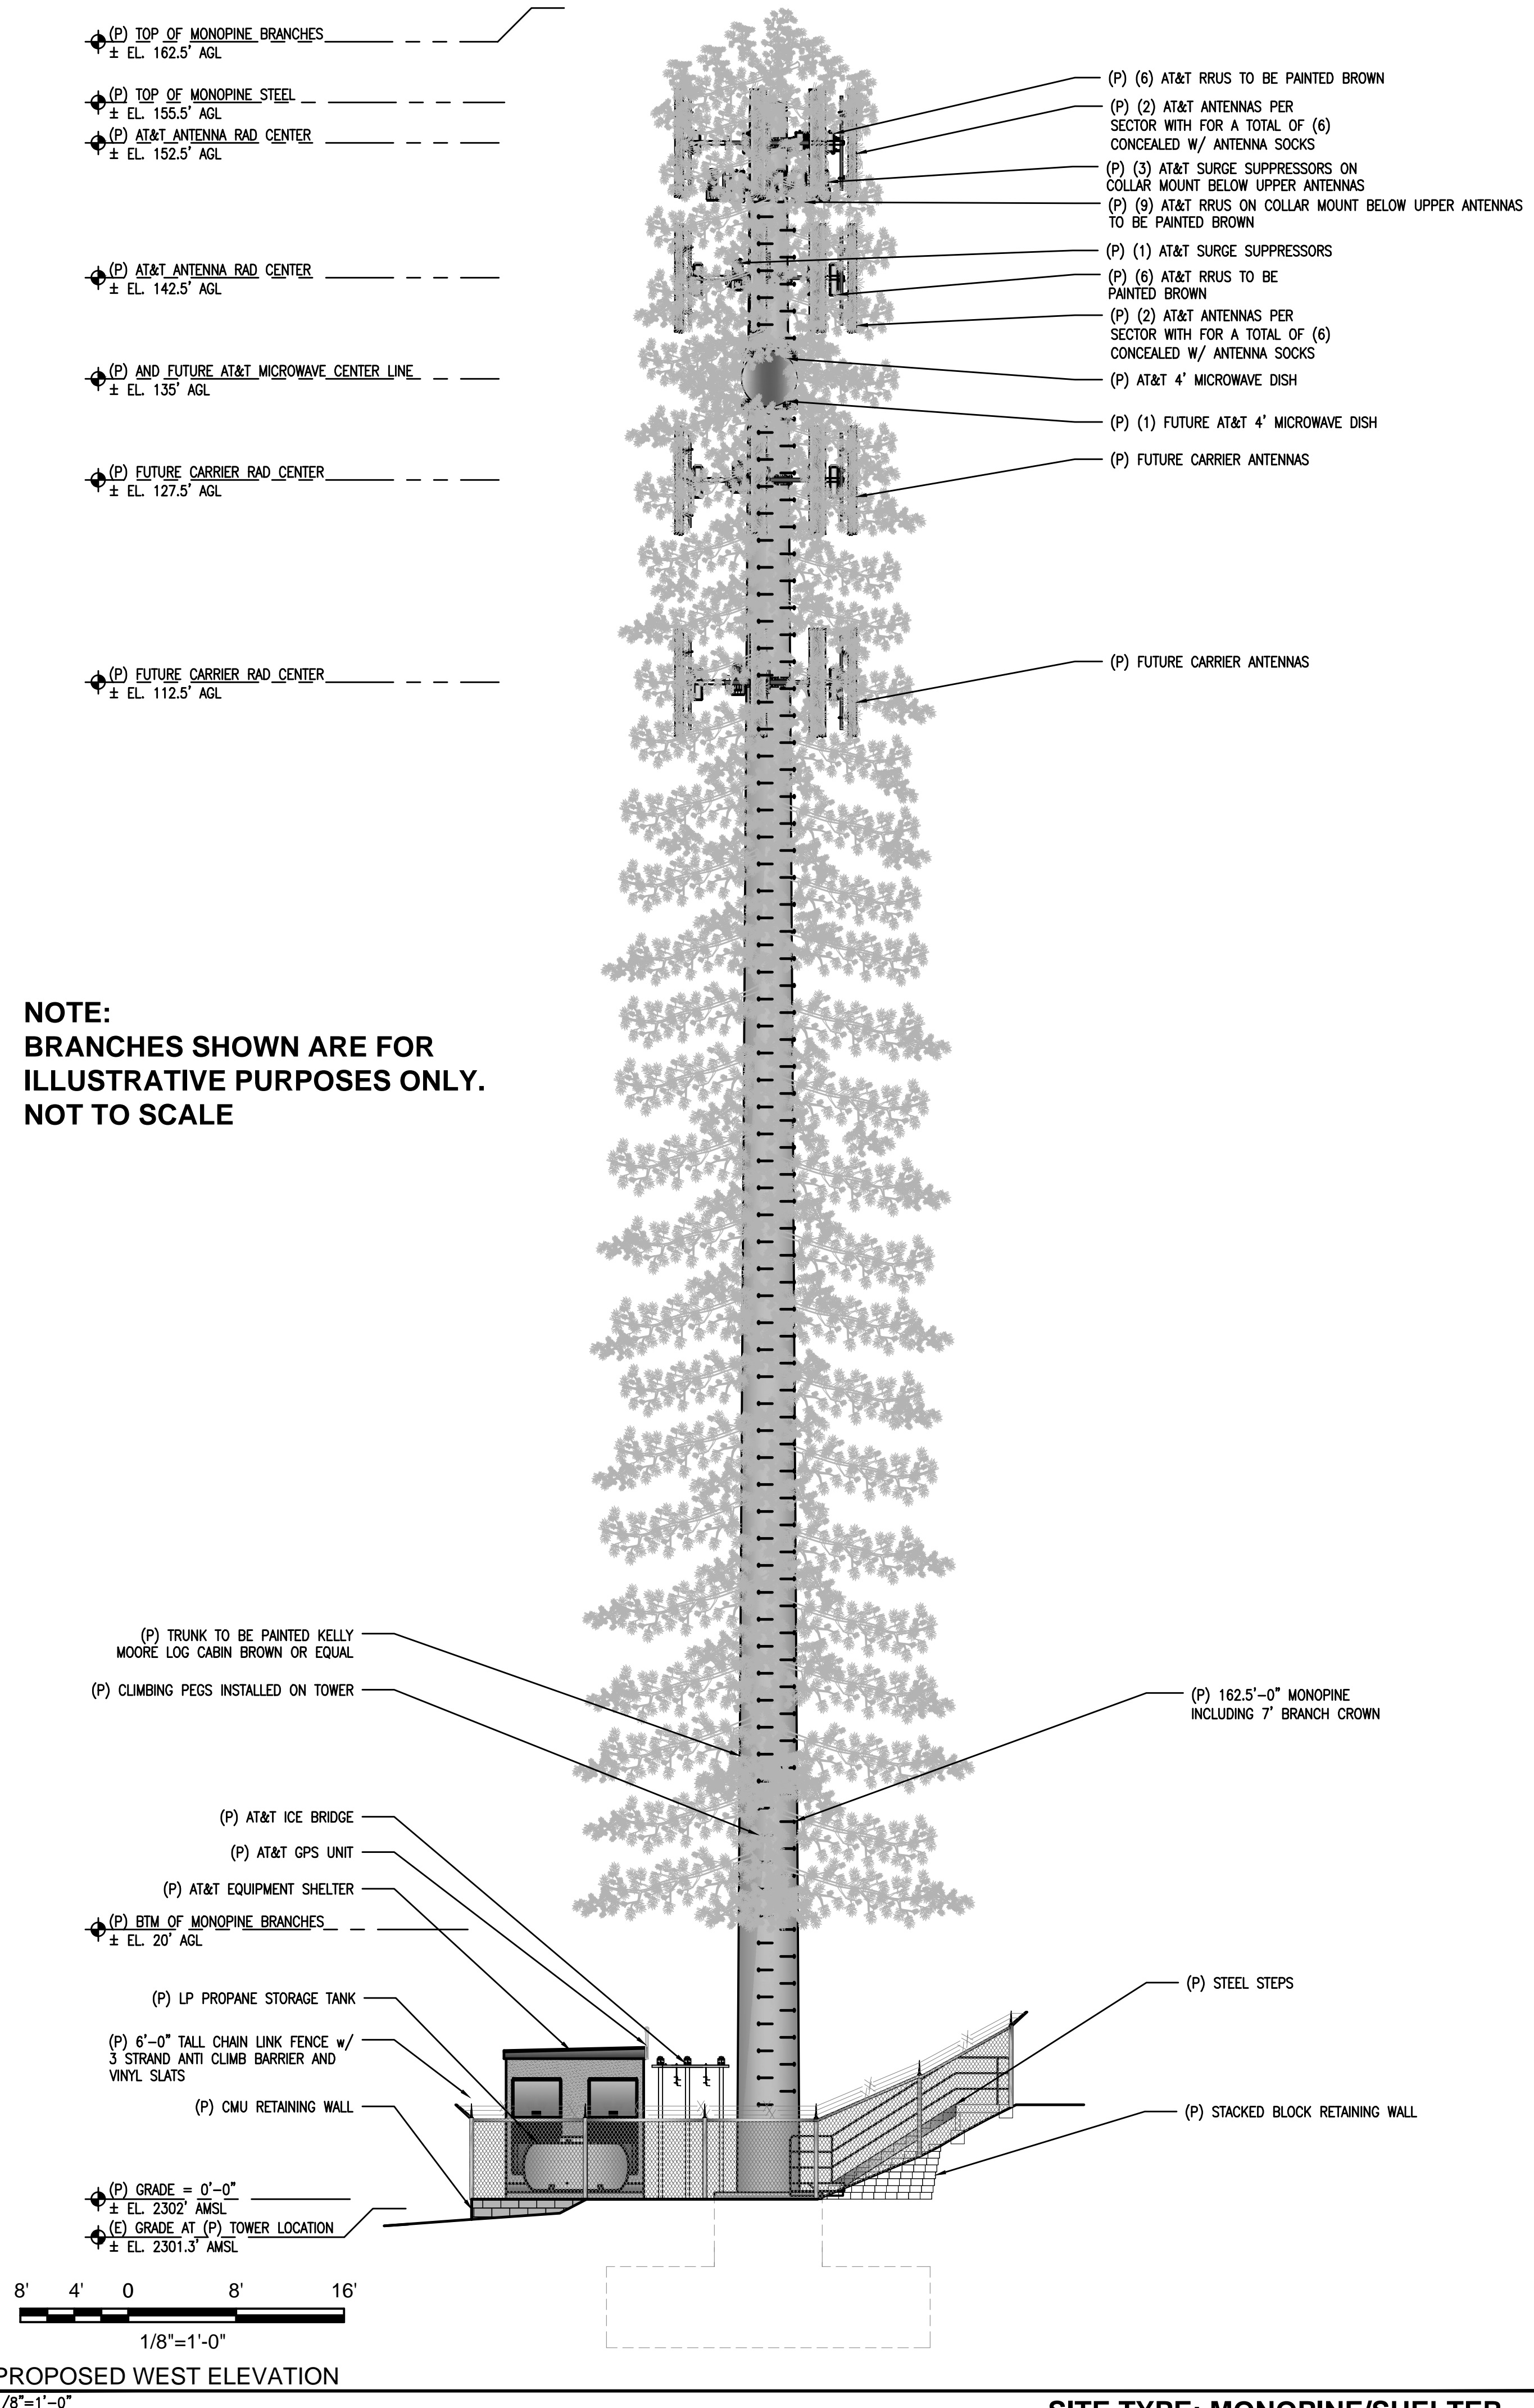 (P) TOP OF MONOPINE BRANCHES
± EL. 162.5' AGL
(P) TOP OF MONOPINE STEEL
± EL. 155.5' AGL
(P) AT&T ANTENNA RAD CENTER
± EL. 152.5' AGL
(P) AT&T ANTENNA RAD CENTER
± EL. 142.5' AGL
(P) AND FUTURE AT&T MICROWAVE CENTER LINE
± EL. 135' AGL
(P) FUTURE CARRIER RAD CENTER
± EL. 127.5' AGL
(P) FUTURE CARRIER RAD CENTER
± EL. 112.5' AGL
(P) (6) AT&T RRUS TO BE PAINTED BROWN
(P) (2) AT&T ANTENNAS PER
SECTOR WITH FOR A TOTAL OF (6)
CONCEALED W/ ANTENNA SOCKS
(P) (3) AT&T SURGE SUPPRESSORS ON
COLLAR MOUNT BELOW UPPER ANTENNAS
(P) (9) AT&T RRUS ON COLLAR MOUNT BELOW UPPER ANTENNAS
TO BE PAINTED BROWN
(P) (1) AT&T SURGE SUPPRESSORS
(P) (6) AT&T RRUS TO BE
PAINTED BROWN
(P) (2) AT&T ANTENNAS PER
SECTOR WITH FOR A TOTAL OF (6)
CONCEALED W/ ANTENNA SOCKS
(P) AT&T 4' MICROWAVE DISH
(P) (1) FUTURE AT&T 4' MICROWAVE DISH
(P) FUTURE CARRIER ANTENNAS
(P) FUTURE CARRIER ANTENNAS
NOTE:
BRANCHES SHOWN ARE FOR
ILLUSTRATIVE PURPOSES ONLY.
NOT TO SCALE
(P) TRUNK TO BE PAINTED KELLY
MOORE LOG CABIN BROWN OR EQUAL
(P) CLIMBING PEGS INSTALLED ON TOWER
(P) 162.5'-0" MONOPINE
INCLUDING 7' BRANCH CROWN
(P) AT&T ICE BRIDGE
(P) AT&T GPS UNIT
(P) AT&T EQUIPMENT SHELTER
(P) BTM OF MONOPINE BRANCHES
± EL. 20' AGL
(P) LP PROPANE STORAGE TANK
(P) 6'-0" TALL CHAIN LINK FENCE w/
3 STRAND ANTI CLIMB BARRIER AND
VINYL SLATS
(P) CMU RETAINING WALL
(P) STEEL STEPS
(P) STACKED BLOCK RETAINING WALL
(P) GRADE = 0'-0"
± EL. 2302' AMSL
(E) GRADE AT (P) TOWER LOCATION
± EL. 2301.3' AMSL
8' 4' 0 8' 16'
1/8"=1'-0"
PROPOSED WEST ELEVATION
/8"=1'-0"
SITE TYPE: MONOPINE/SHELTER